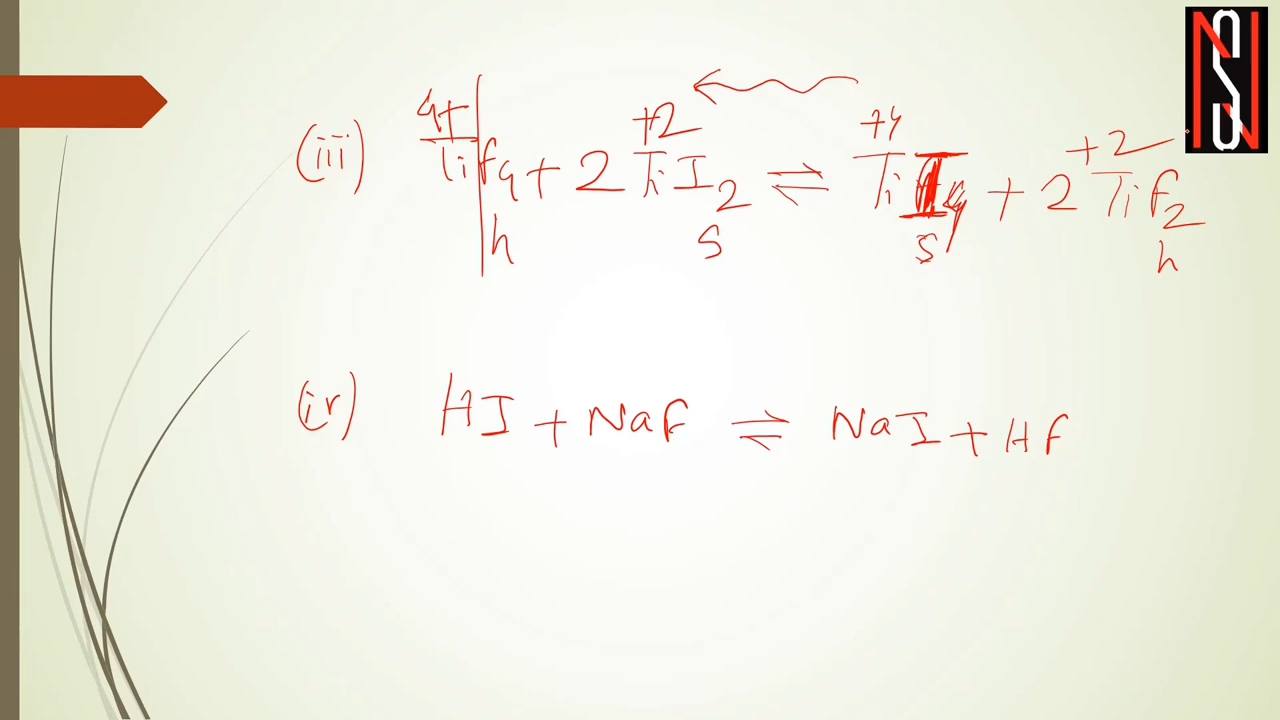 4+ +2 +4 +2
(iii) TiF4 + 2 TiI2 ⇌ TiI4 + 2 TiF2
h s s h
(iv) HI + NaF ⇌ NaI + HF